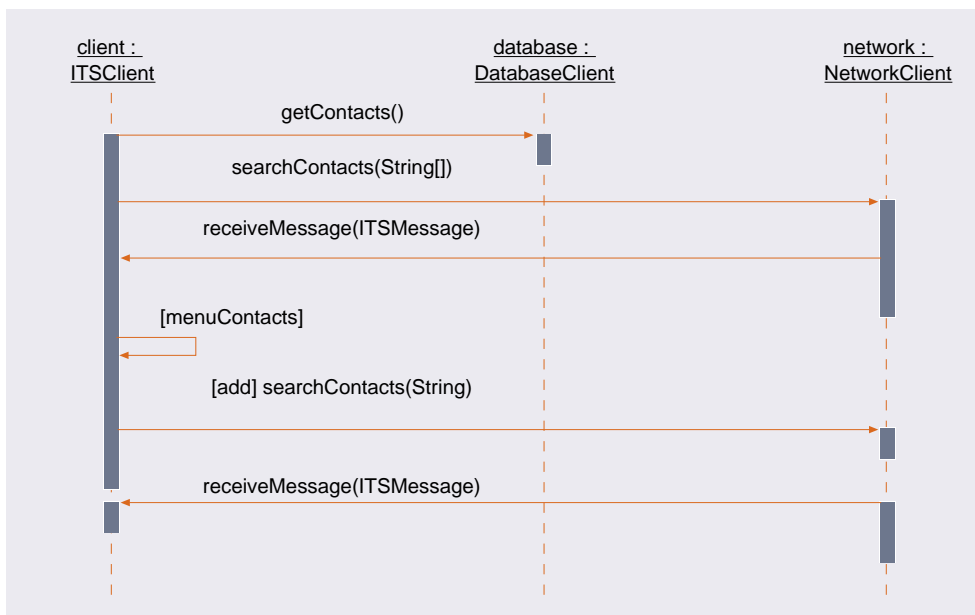 client :
ITSClient
database :
DatabaseClient
network :
NetworkClient
getContacts()
searchContacts(String[])
receiveMessage(ITSMessage)
[menuContacts]
[add] searchContacts(String)
receiveMessage(ITSMessage)